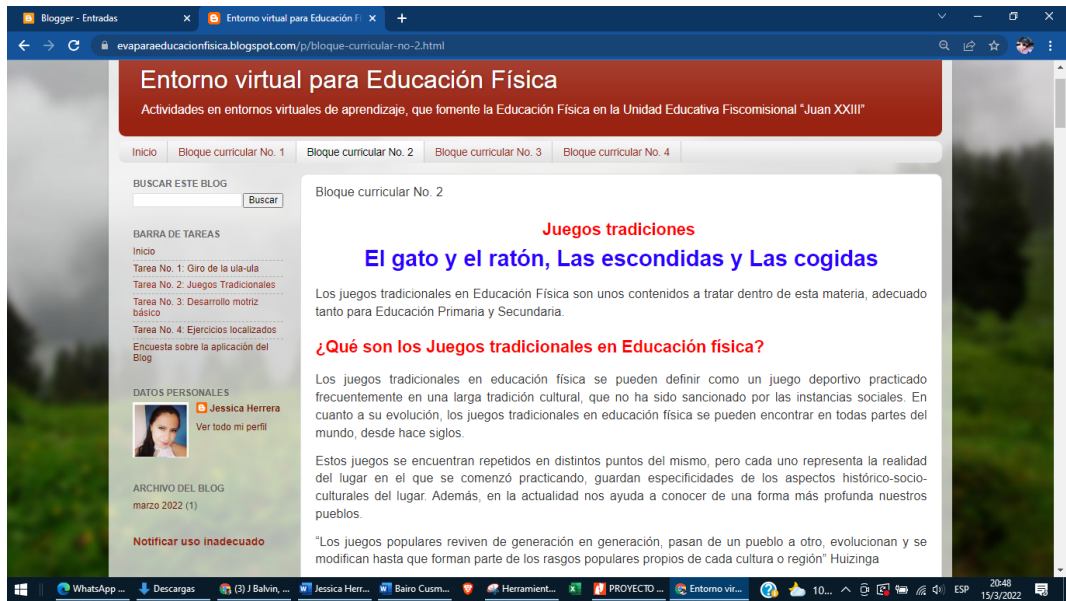 Blogger - Entradas
Entorno virtual para Educación Fí
evaparaeducacionfisica.blogspot.com/p/bloque-curricular-no-2.html
Entorno virtual para Educación Física
Actividades en entornos virtuales de aprendizaje, que fomente la Educación Física en la Unidad Educativa Fiscomisional "Juan XXIII"
Inicio Bloque curricular No. 1 Bloque curricular No. 2 Bloque curricular No. 3 Bloque curricular No. 4
BUSCAR ESTE BLOG
Buscar
BARRA DE TAREAS
Inicio
Tarea No. 1: Giro de la ula-ula
Tarea No. 2: Juegos Tradicionales
Tarea No. 3: Desarrollo motriz
básico
Tarea No. 4: Ejercicios localizados
Encuesta sobre la aplicación del
Blog
DATOS PERSONALES
Jessica Herrera
Ver todo mi perfil
ARCHIVO DEL BLOG
marzo 2022 (1)
Notificar uso inadecuado
Bloque curricular No. 2
Juegos tradiciones
El gato y el ratón, Las escondidas y Las cogidas
Los juegos tradicionales en Educación Física son unos contenidos a tratar dentro de esta materia, adecuado
tanto para Educación Primaria y Secundaria.
¿Qué son los Juegos tradicionales en Educación física?
Los juegos tradicionales en educación física se pueden definir como un juego deportivo practicado
frecuentemente en una larga tradición cultural, que no ha sido sancionado por las instancias sociales. En
cuanto a su evolución, los juegos tradicionales en educación física se pueden encontrar en todas partes del
mundo, desde hace siglos.
Estos juegos se encuentran repetidos en distintos puntos del mismo, pero cada uno representa la realidad
del lugar en el que se comenzó practicando, guardan especificidades de los aspectos histórico-socio-
culturales del lugar. Además, en la actualidad nos ayuda a conocer de una forma más profunda nuestros
pueblos.
"Los juegos populares reviven de generación en generación, pasan de un pueblo a otro, evolucionan y se
modifican hasta que forman parte de los rasgos populares propios de cada cultura o región" Huizinga
WhatsApp ... Descargas (3) J Balvin, ... Jessica Herr... Bairo Cusm... Herramient... PROYECTO ... Entorno vir... 10... ESP 20:48
15/3/2022